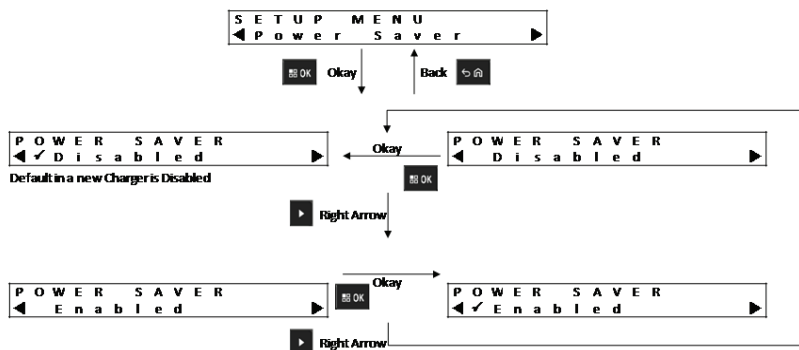 SETUP MENU
◀ Power Saver ▶
OK Okay Back
POWER SAVER
◀ ✓ Disabled ▶
Okay
POWER SAVER
◀ Disabled ▶
Default in a new Charger is Disabled
OK
Right Arrow
Okay
POWER SAVER
◀ Enabled ▶
OK
POWER SAVER
◀ ✓ Enabled ▶
Right Arrow